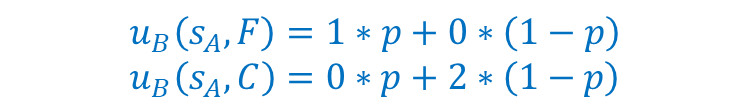 u_B(s_A, F) = 1 * p + 0 * (1 − p)
u_B(s_A, C) = 0 * p + 2 * (1 − p)